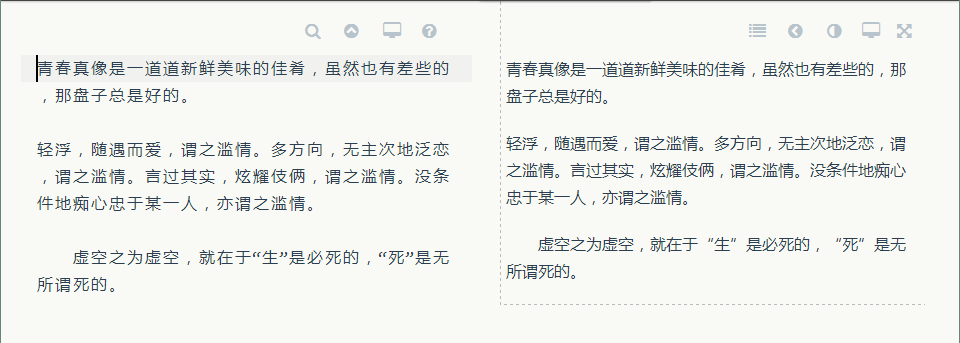 青春真像是一道道新鲜美味的佳肴，虽然也有差些的
，那盘子总是好的。
轻浮，随遇而爱，谓之滥情。多方向，无主次地泛恋
，谓之滥情。言过其实，炫耀伎俩，谓之滥情。没条
件地痴心忠于某一人，亦谓之滥情。
虚空之为虚空，就在于“生”是必死的，“死”是无
所谓死的。
青春真像是一道道新鲜美味的佳肴，虽然也有差些的，那
盘子总是好的。
轻浮，随遇而爱，谓之滥情。多方向，无主次地泛恋，谓
之滥情。言过其实，炫耀伎俩，谓之滥情。没条件地痴心
忠于某一人，亦谓之滥情。
虚空之为虚空，就在于“生”是必死的，“死”是无
所谓死的。